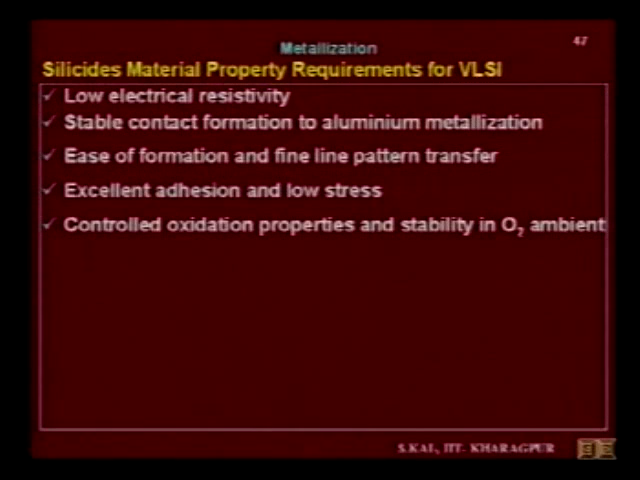 47
Metallization
Silicides Material Property Requirements for VLSI
✓ Low electrical resistivity
✓ Stable contact formation to aluminium metallization
✓ Ease of formation and fine line pattern transfer
✓ Excellent adhesion and low stress
✓ Controlled oxidation properties and stability in O₂ ambient
S.KAL, IIT- KHARAGPUR